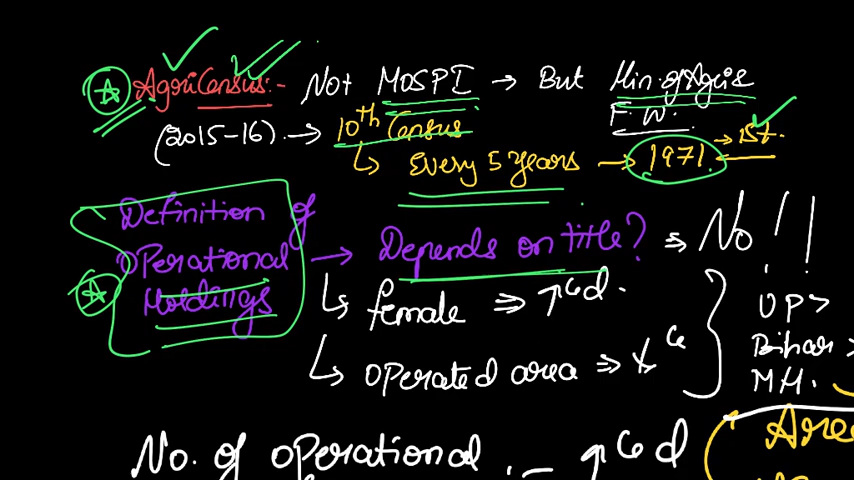 Agri Census:- Not MOSPI → But Min. of Agri &
F.W.
(2015-16) → 10th Census
↳ Every 5 Years → 1971 → 1st.
Definition of
Operational
Holdings → Depends on title? ⇒ No!!
↳ female ⇒ ↑ed.
↳ operated area ⇒
UP >
Bihar >
MH.
Area
No. of operational :- ↑ed